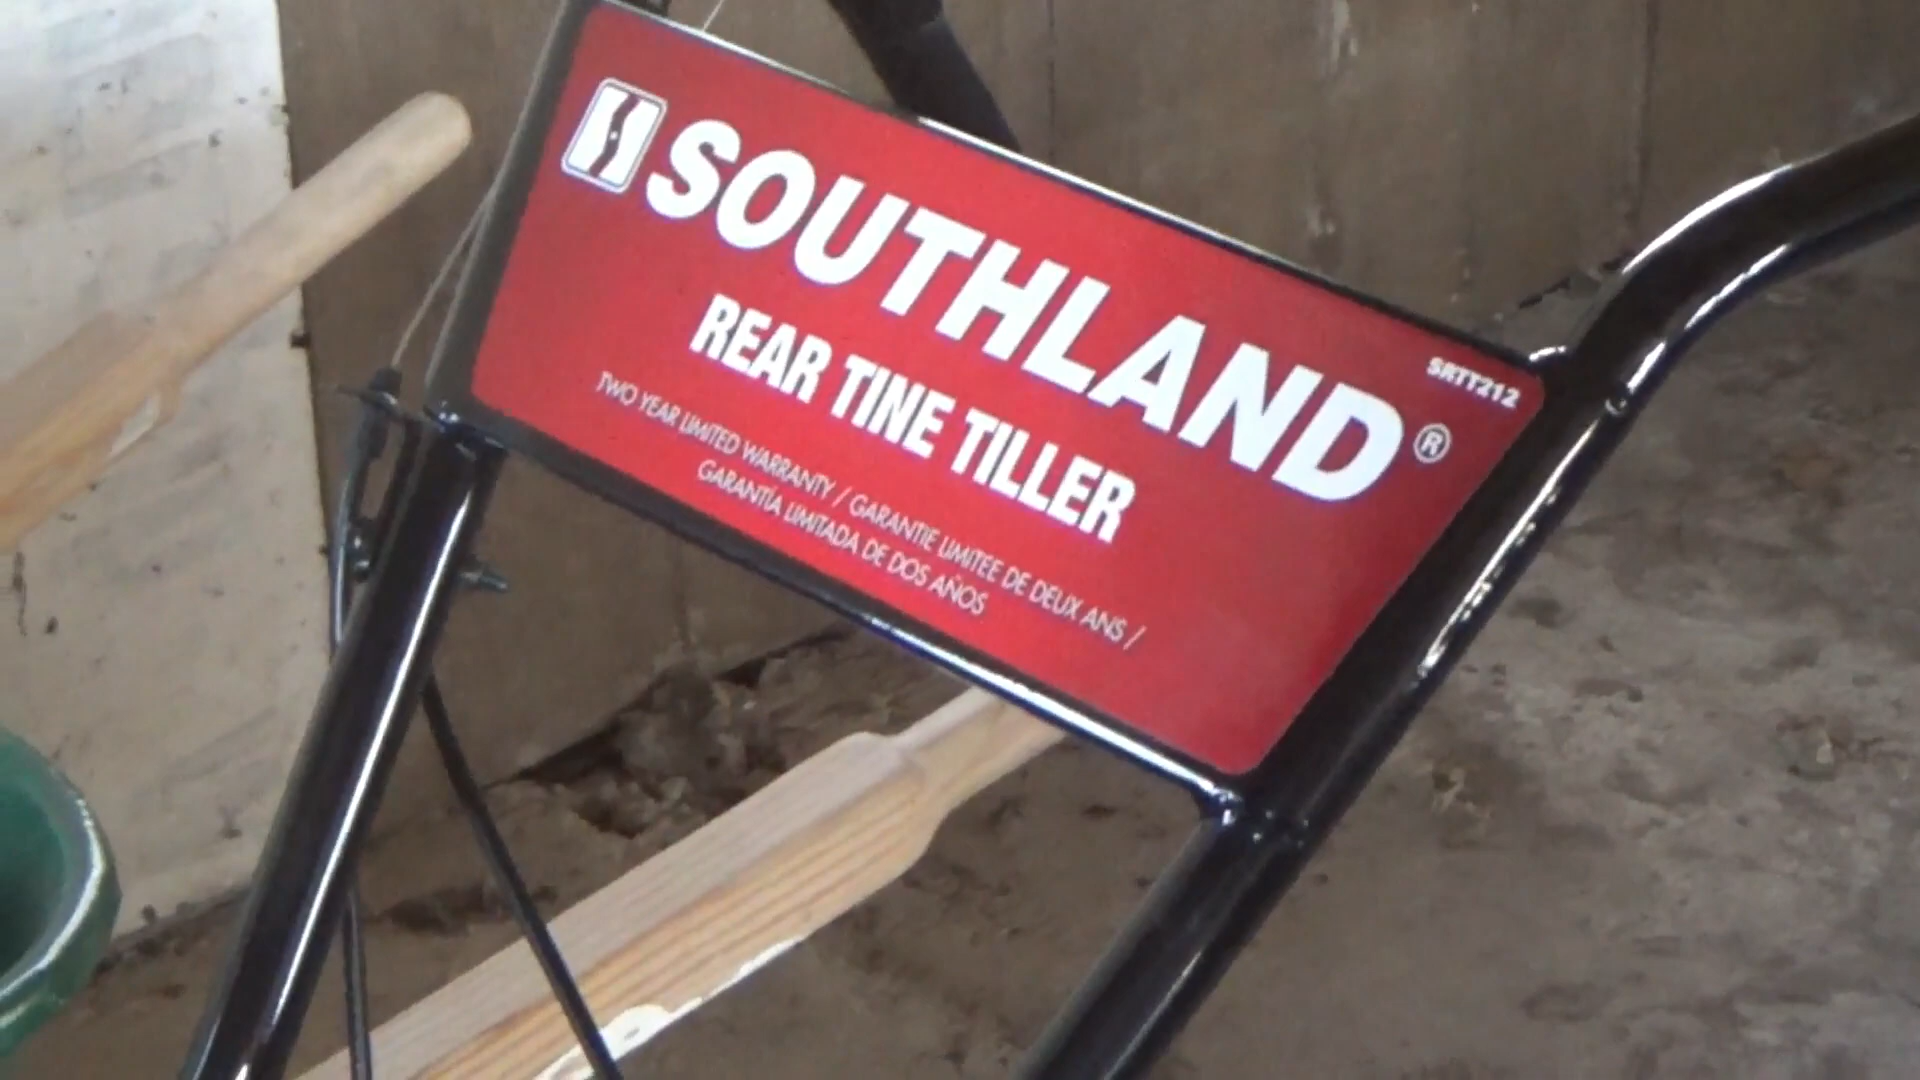 SOUTHLAND®
SRTT212
REAR TINE TILLER
TWO YEAR LIMITED WARRANTY / GARANTIE LIMITEE DE DEUX ANS /
GARANTÍA LIMITADA DE DOS AÑOS